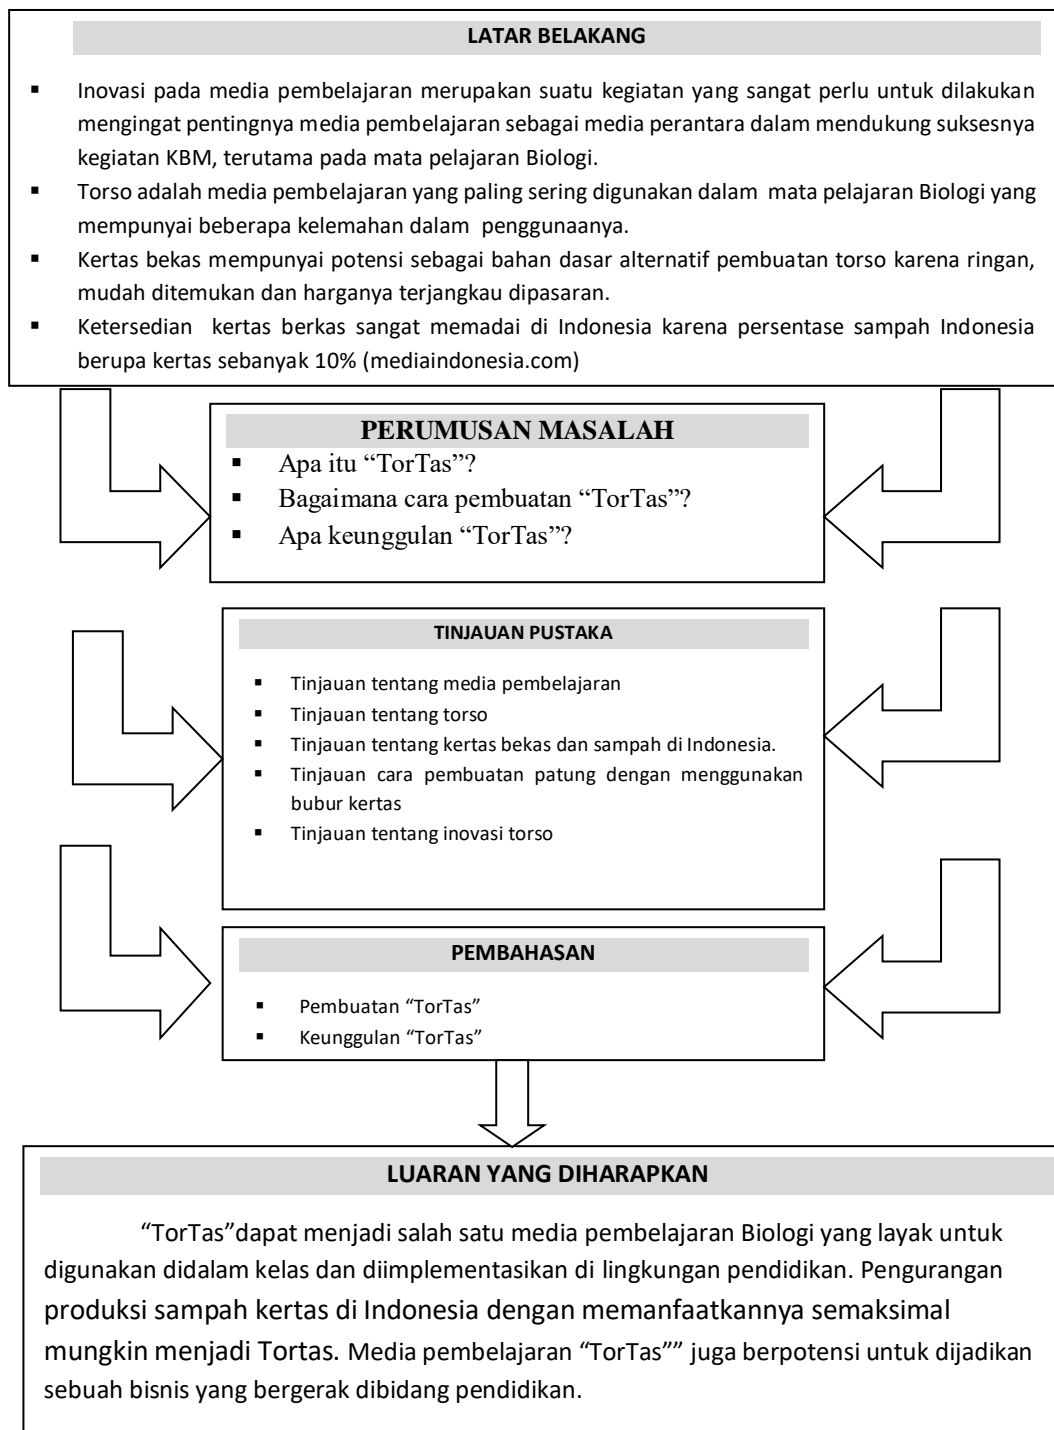 LATAR BELAKANG
▪ Inovasi pada media pembelajaran merupakan suatu kegiatan yang sangat perlu untuk dilakukan
mengingat pentingnya media pembelajaran sebagai media perantara dalam mendukung suksesnya
kegiatan KBM, terutama pada mata pelajaran Biologi.
▪ Torso adalah media pembelajaran yang paling sering digunakan dalam mata pelajaran Biologi yang
mempunyai beberapa kelemahan dalam penggunaanya.
▪ Kertas bekas mempunyai potensi sebagai bahan dasar alternatif pembuatan torso karena ringan,
mudah ditemukan dan harganya terjangkau dipasaran.
▪ Ketersedian kertas berkas sangat memadai di Indonesia karena persentase sampah Indonesia
berupa kertas sebanyak 10% (mediaindonesia.com)
PERUMUSAN MASALAH
▪ Apa itu “TorTas”?
▪ Bagaimana cara pembuatan “TorTas”?
▪ Apa keunggulan “TorTas”?
TINJAUAN PUSTAKA
▪ Tinjauan tentang media pembelajaran
▪ Tinjauan tentang torso
▪ Tinjauan tentang kertas bekas dan sampah di Indonesia.
▪ Tinjauan cara pembuatan patung dengan menggunakan
bubur kertas
▪ Tinjauan tentang inovasi torso
PEMBAHASAN
▪ Pembuatan “TorTas”
▪ Keunggulan “TorTas”
LUARAN YANG DIHARAPKAN
“TorTas”dapat menjadi salah satu media pembelajaran Biologi yang layak untuk
digunakan didalam kelas dan diimplementasikan di lingkungan pendidikan. Pengurangan
produksi sampah kertas di Indonesia dengan memanfaatkannya semaksimal
mungkin menjadi Tortas. Media pembelajaran “TorTas”” juga berpotensi untuk dijadikan
sebuah bisnis yang bergerak dibidang pendidikan.